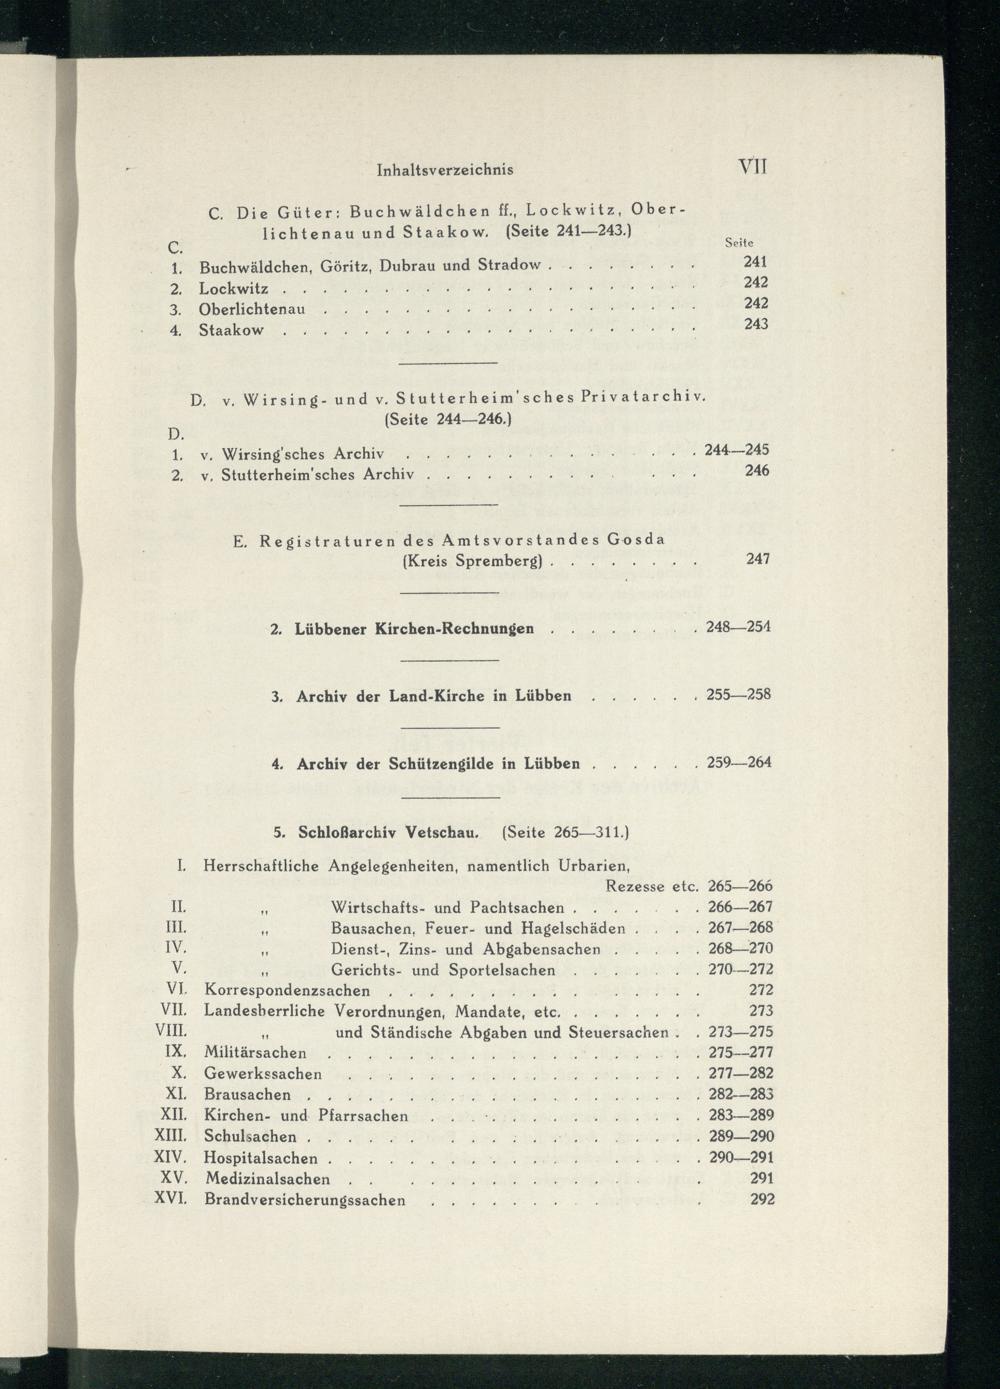 Inhaltsverzeichnis VII
C. Die Güter: Buchwäldchen ff., Lockwitz, Ober-
lichtenau und Staakow. (Seite 241—243.)
C. Seite
1. Buchwäldchen, Göritz, Dubrau und Stradow . . . . . . . . 241
2. Lockwitz . . . . . . . . . . . . . . . . . . . . 242
3. Oberlichtenau . . . . . . . . . . . . . . . . . . 242
4. Staakow . . . . . . . . . . . . . . . . . . . . 243
D. v. Wirsing- und v. Stutterheim'sches Privatarchiv.
(Seite 244—246.)
D.
1. v. Wirsing'sches Archiv . . . . . . . . . . . . . . . 244—245
2. v. Stutterheim'sches Archiv . . . . . . . . . . . . 246
E. Registraturen des Amtsvorstandes Gosda
(Kreis Spremberg) . . . . . . . . 247
2. Lübbener Kirchen-Rechnungen . . . . . . . . 248—254
3. Archiv der Land-Kirche in Lübben . . . . . . 255—258
4. Archiv der Schützengilde in Lübben . . . . . . 259—264
5. Schloßarchiv Vetschau. (Seite 265—311.)
I. Herrschaftliche Angelegenheiten, namentlich Urbarien,
Rezesse etc. 265—266
II. „ Wirtschafts- und Pachtsachen . . . . . . . 266—267
III. „ Bausachen, Feuer- und Hagelschäden . . . . 267—268
IV. „ Dienst-, Zins- und Abgabensachen . . . . . 268—270
V. „ Gerichts- und Sportelsachen . . . . . . . 270—272
VI. Korrespondenzsachen . . . . . . . . . . . . . . . 272
VII. Landesherrliche Verordnungen, Mandate, etc. . . . . . . . 273
VIII. „ und Ständische Abgaben und Steuersachen . . 273—275
IX. Militärsachen . . . . . . . . . . . . . . . . . . . 275—277
X. Gewerkssachen . . . . . . . . . . . . . . . . . . 277—282
XI. Brausachen . . . . . . . . . . . . . . . . . . . . 282—283
XII. Kirchen- und Pfarrsachen . . . . . . . . . . . . . . 283—289
XIII. Schulsachen . . . . . . . . . . . . . . . . . . . 289—290
XIV. Hospitalsachen . . . . . . . . . . . . . . . . . . 290—291
XV. Medizinalsachen . . . . . . . . . . . . . . . 291
XVI. Brandversicherungssachen . . . . . . . . . . . . 292